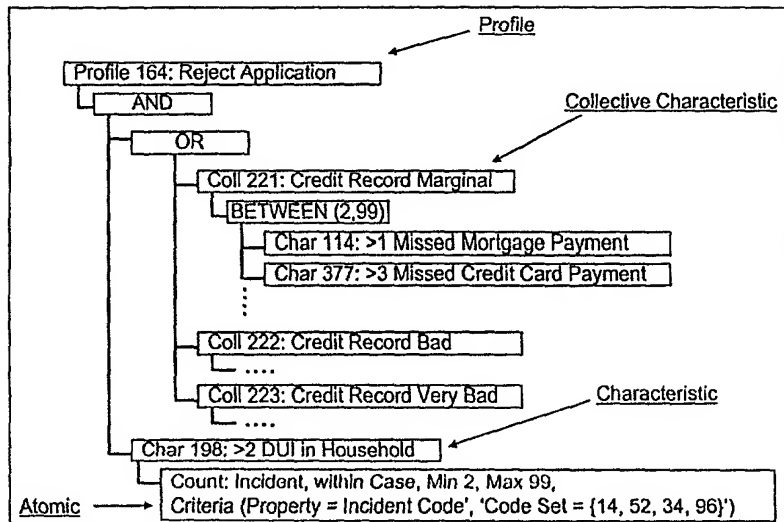 Profile
Profile 164: Reject Application
AND
Collective Characteristic
OR
Coll 221: Credit Record Marginal
BETWEEN (2,99)
Char 114: >1 Missed Mortgage Payment
Char 377: >3 Missed Credit Card Payment
....
Coll 222: Credit Record Bad
....
Coll 223: Credit Record Very Bad
Characteristic
....
Char 198: >2 DUI in Household
Count: Incident, within Case, Min 2, Max 99,
Atomic
Criteria (Property = Incident Code', 'Code Set = {14, 52, 34, 96}')